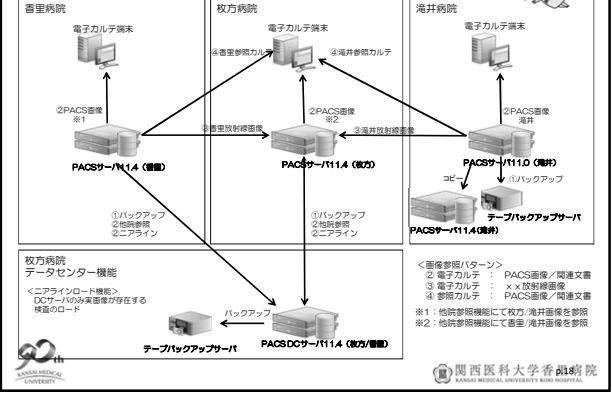 香里病院
枚方病院
滝井病院
電子カルテ端末
電子カルテ端末
電子カルテ端末
④香里参照カルテ
④滝井参照カルテ
②PACS画像
※1
②PACS画像
※2
②PACS画像
滝井
③香里放射線画像
③滝井放射線画像
PACSサーバ11.4（香里）
PACSサーバ11.4（枚方）
PACSサーバ11.0（滝井）
コピー
①バックアップ
テープバックアップサーバ
PACSサーバ11.4(滝井)
①バックアップ
②他院参照
②ニアライン
①バックアップ
②他院参照
②ニアライン
枚方病院
データセンター機能
＜ニアラインロード機能＞
DCサーバのみ実画像が存在する
検査のロード
バックアップ
テープバックアップサーバ
PACS DCサーバ11.4（枚方/香里）
＜画像参照パターン＞
② 電子カルテ ： PACS画像／関連文書
③ 電子カルテ ： ｘｘ放射線画像
④ 参照カルテ ： PACS画像／関連文書
※1：他院参照機能にて枚方/滝井画像を参照
※2：他院参照機能にて香里/滝井画像を参照
90th
KANSAI MEDICAL
UNIVERSITY
関西医科大学香里病院
KANSAI MEDICAL UNIVERSITY KORI HOSPITAL
p.18